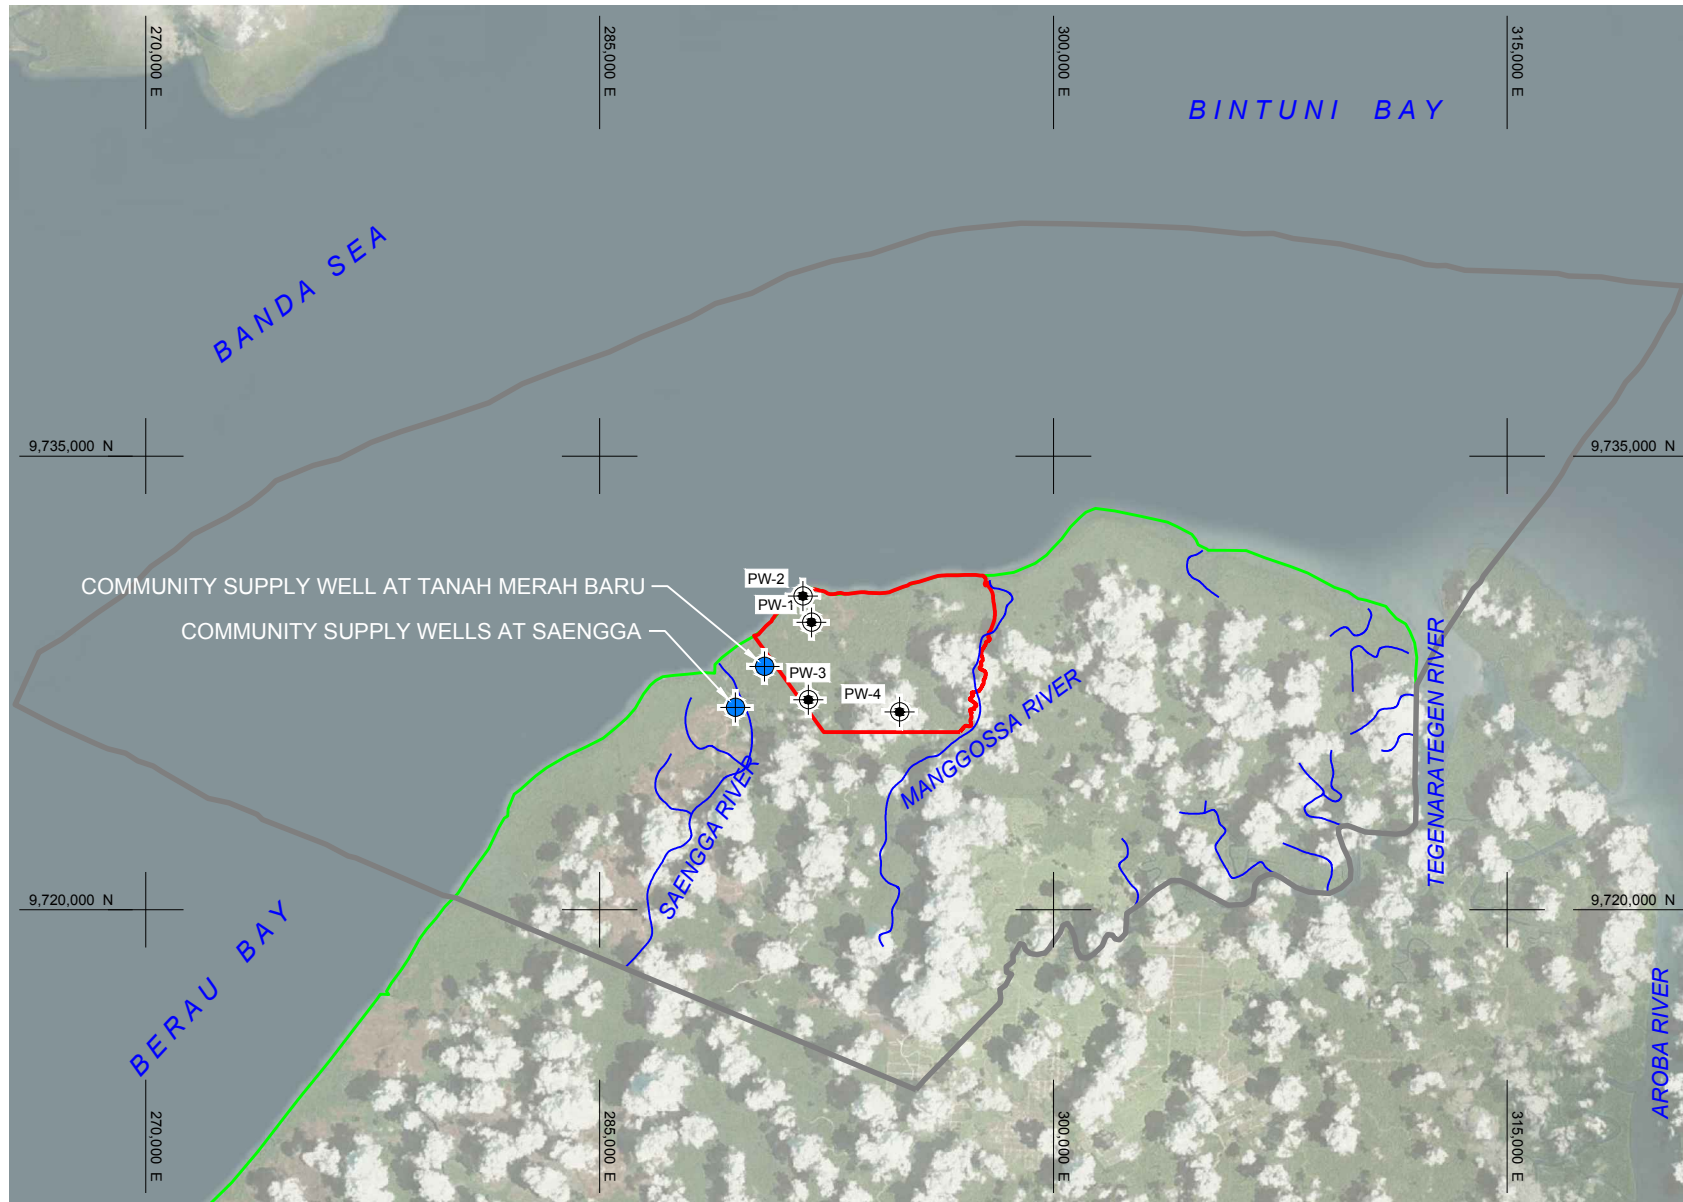 270,000 E
285,000 E
300,000 E
315,000 E
BINTUNI BAY
BANDA SEA
9,735,000 N
9,735,000 N
COMMUNITY SUPPLY WELL AT TANAH MERAH BARU
COMMUNITY SUPPLY WELLS AT SAENGGA
PW-2
PW-1
PW-3
PW-4
MANGGOSSA RIVER
SAENGGA RIVER
TEGENARATEGEN RIVER
9,720,000 N
9,720,000 N
BERAU BAY
AROBA RIVER
270,000 E
285,000 E
300,000 E
315,000 E